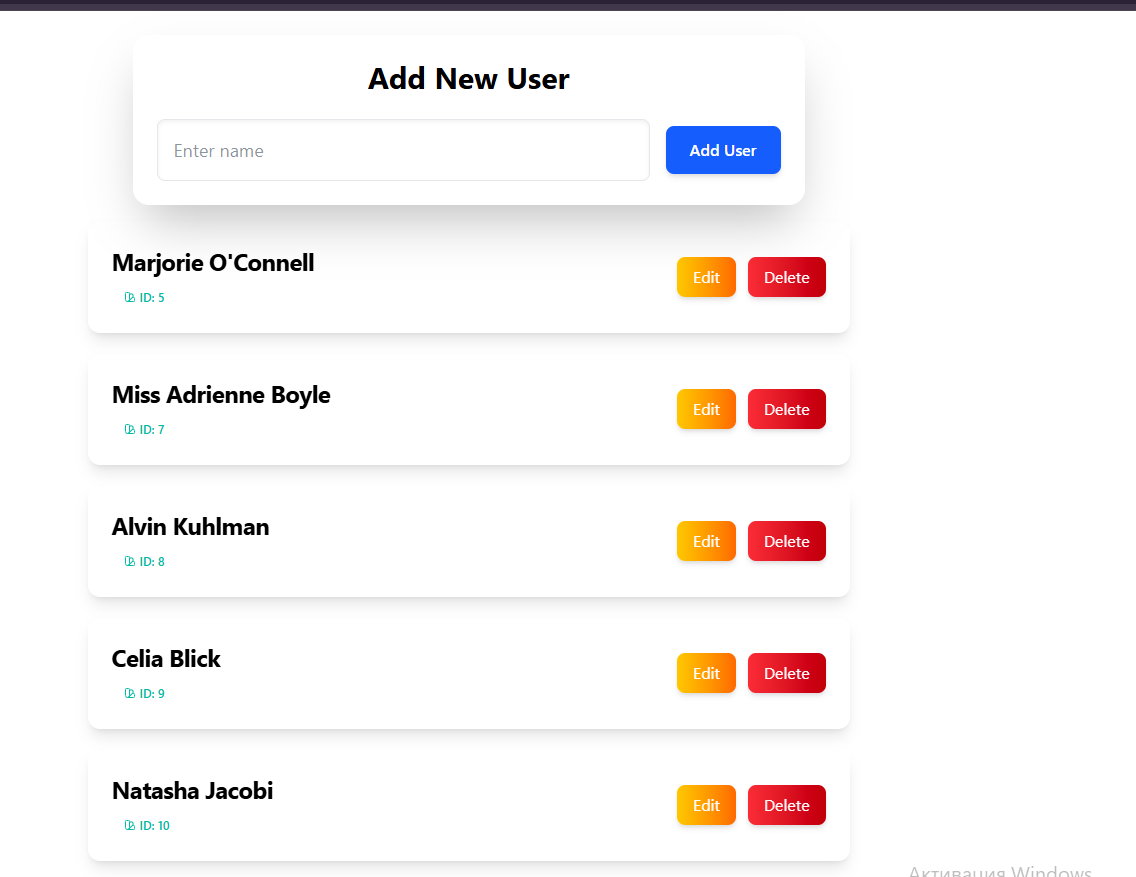 Add New User
Enter name
Add User
Marjorie O'Connell
ID: 5
Edit
Delete
Miss Adrienne Boyle
ID: 7
Edit
Delete
Alvin Kuhlman
ID: 8
Edit
Delete
Celia Blick
ID: 9
Edit
Delete
Natasha Jacobi
ID: 10
Edit
Delete
Активация Windows